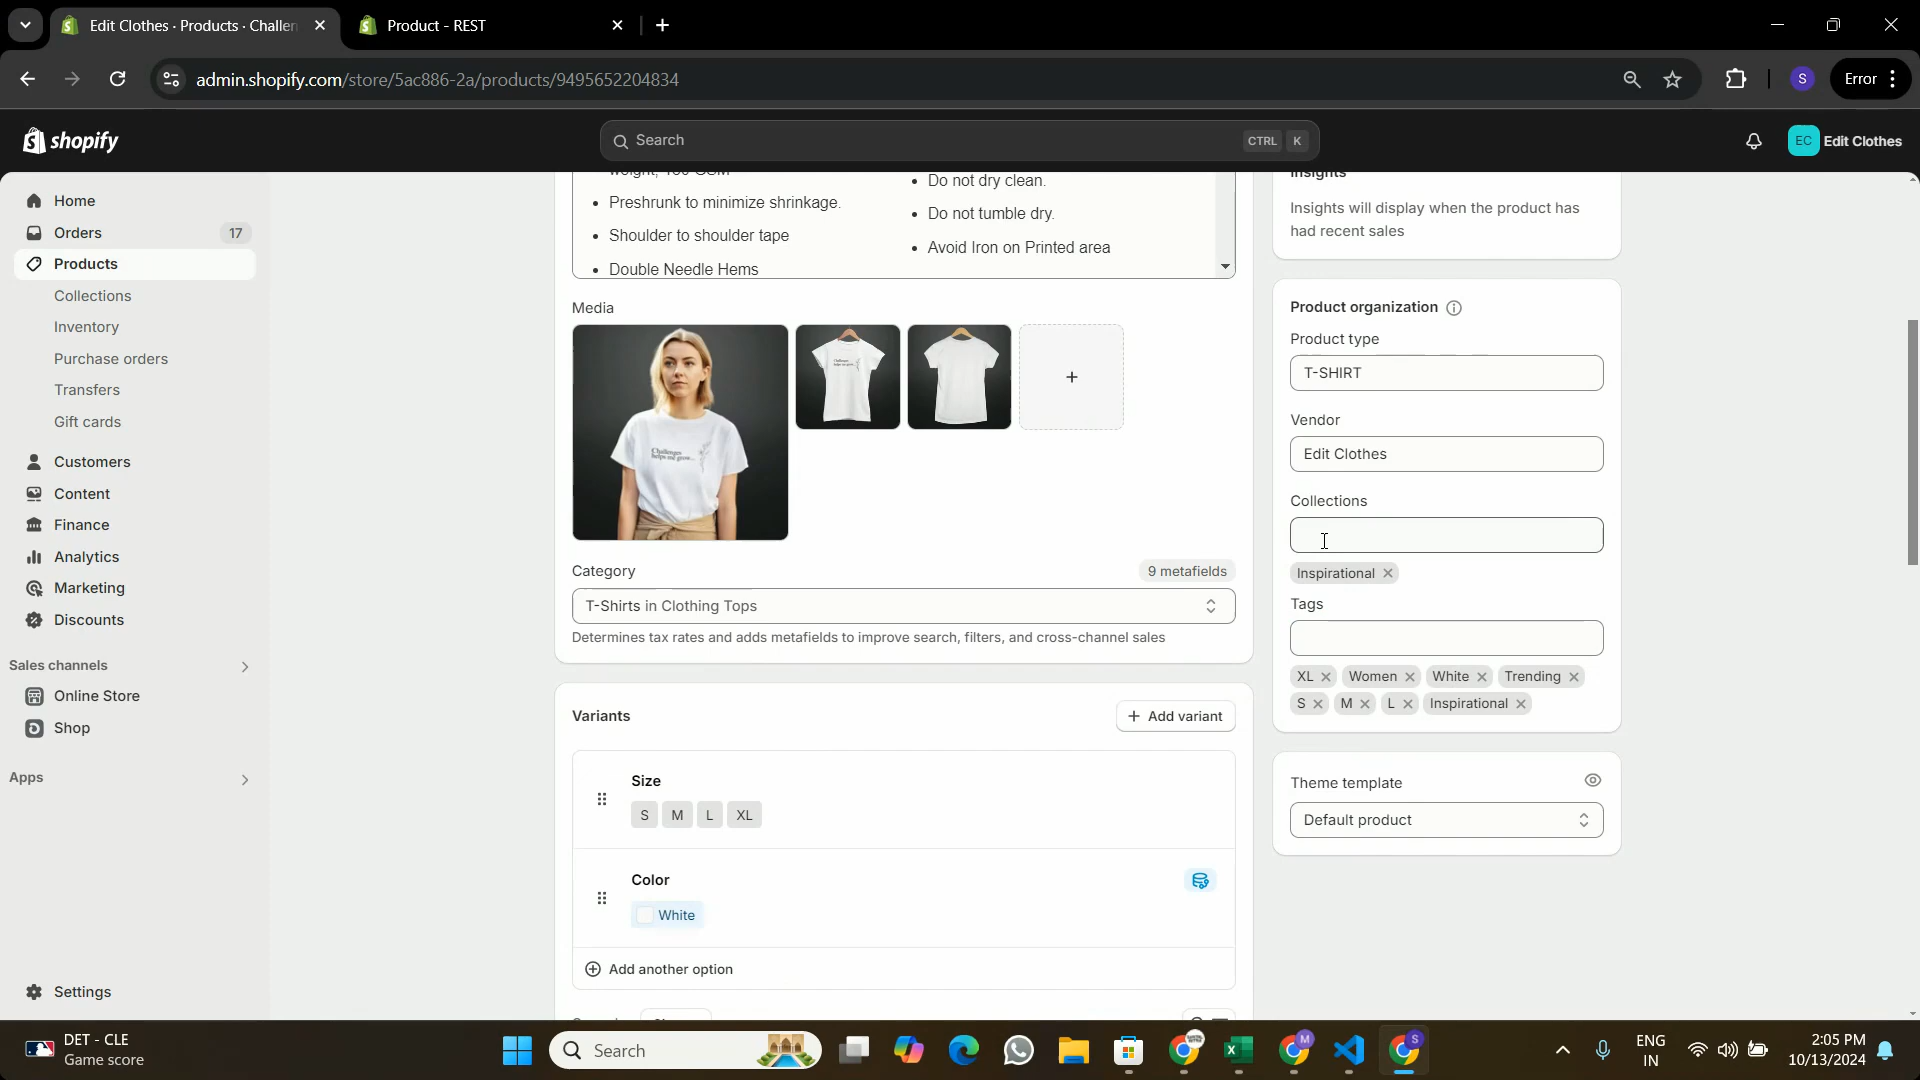 Edit Clothes · Products · Challen
Product - REST
admin.shopify.com/store/5ac886-2a/products/9495652204834
S
Error
shopify
Search
CTRL K
EC Edit Clothes
Home
Orders 17
Products
Collections
Inventory
Purchase orders
Transfers
Gift cards
Customers
Content
Finance
Analytics
Marketing
Discounts
Sales channels
Online Store
Shop
Apps
Settings
weight, 180 GSM
Preshrunk to minimize shrinkage.
Shoulder to shoulder tape
Double Needle Hems
Do not dry clean.
Do not tumble dry.
Avoid Iron on Printed area
Media
Challenges
helps me grow...
Category
9 metafields
T-Shirts in Clothing Tops
Determines tax rates and adds metafields to improve search, filters, and cross-channel sales
Variants
Add variant
Size
S M L XL
Color
White
Add another option
Insights
Insights will display when the product has
had recent sales
Product organization
Product type
T-SHIRT
Vendor
Edit Clothes
Collections
Inspirational
Tags
XL Women White Trending
S M L Inspirational
Theme template
Default product
DET - CLE
Game score
Search
ENG
IN
2:05 PM
10/13/2024